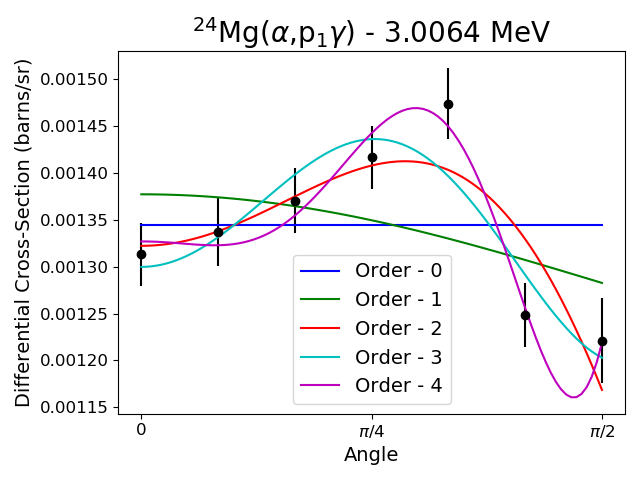 ²⁴Mg(α,p₁γ) - 3.0064 MeV
Differential Cross-Section (barns/sr)
0.00150
0.00145
0.00140
0.00135
0.00130
0.00125
0.00120
0.00115
Order - 0
Order - 1
Order - 2
Order - 3
Order - 4
0 π/4 π/2
Angle